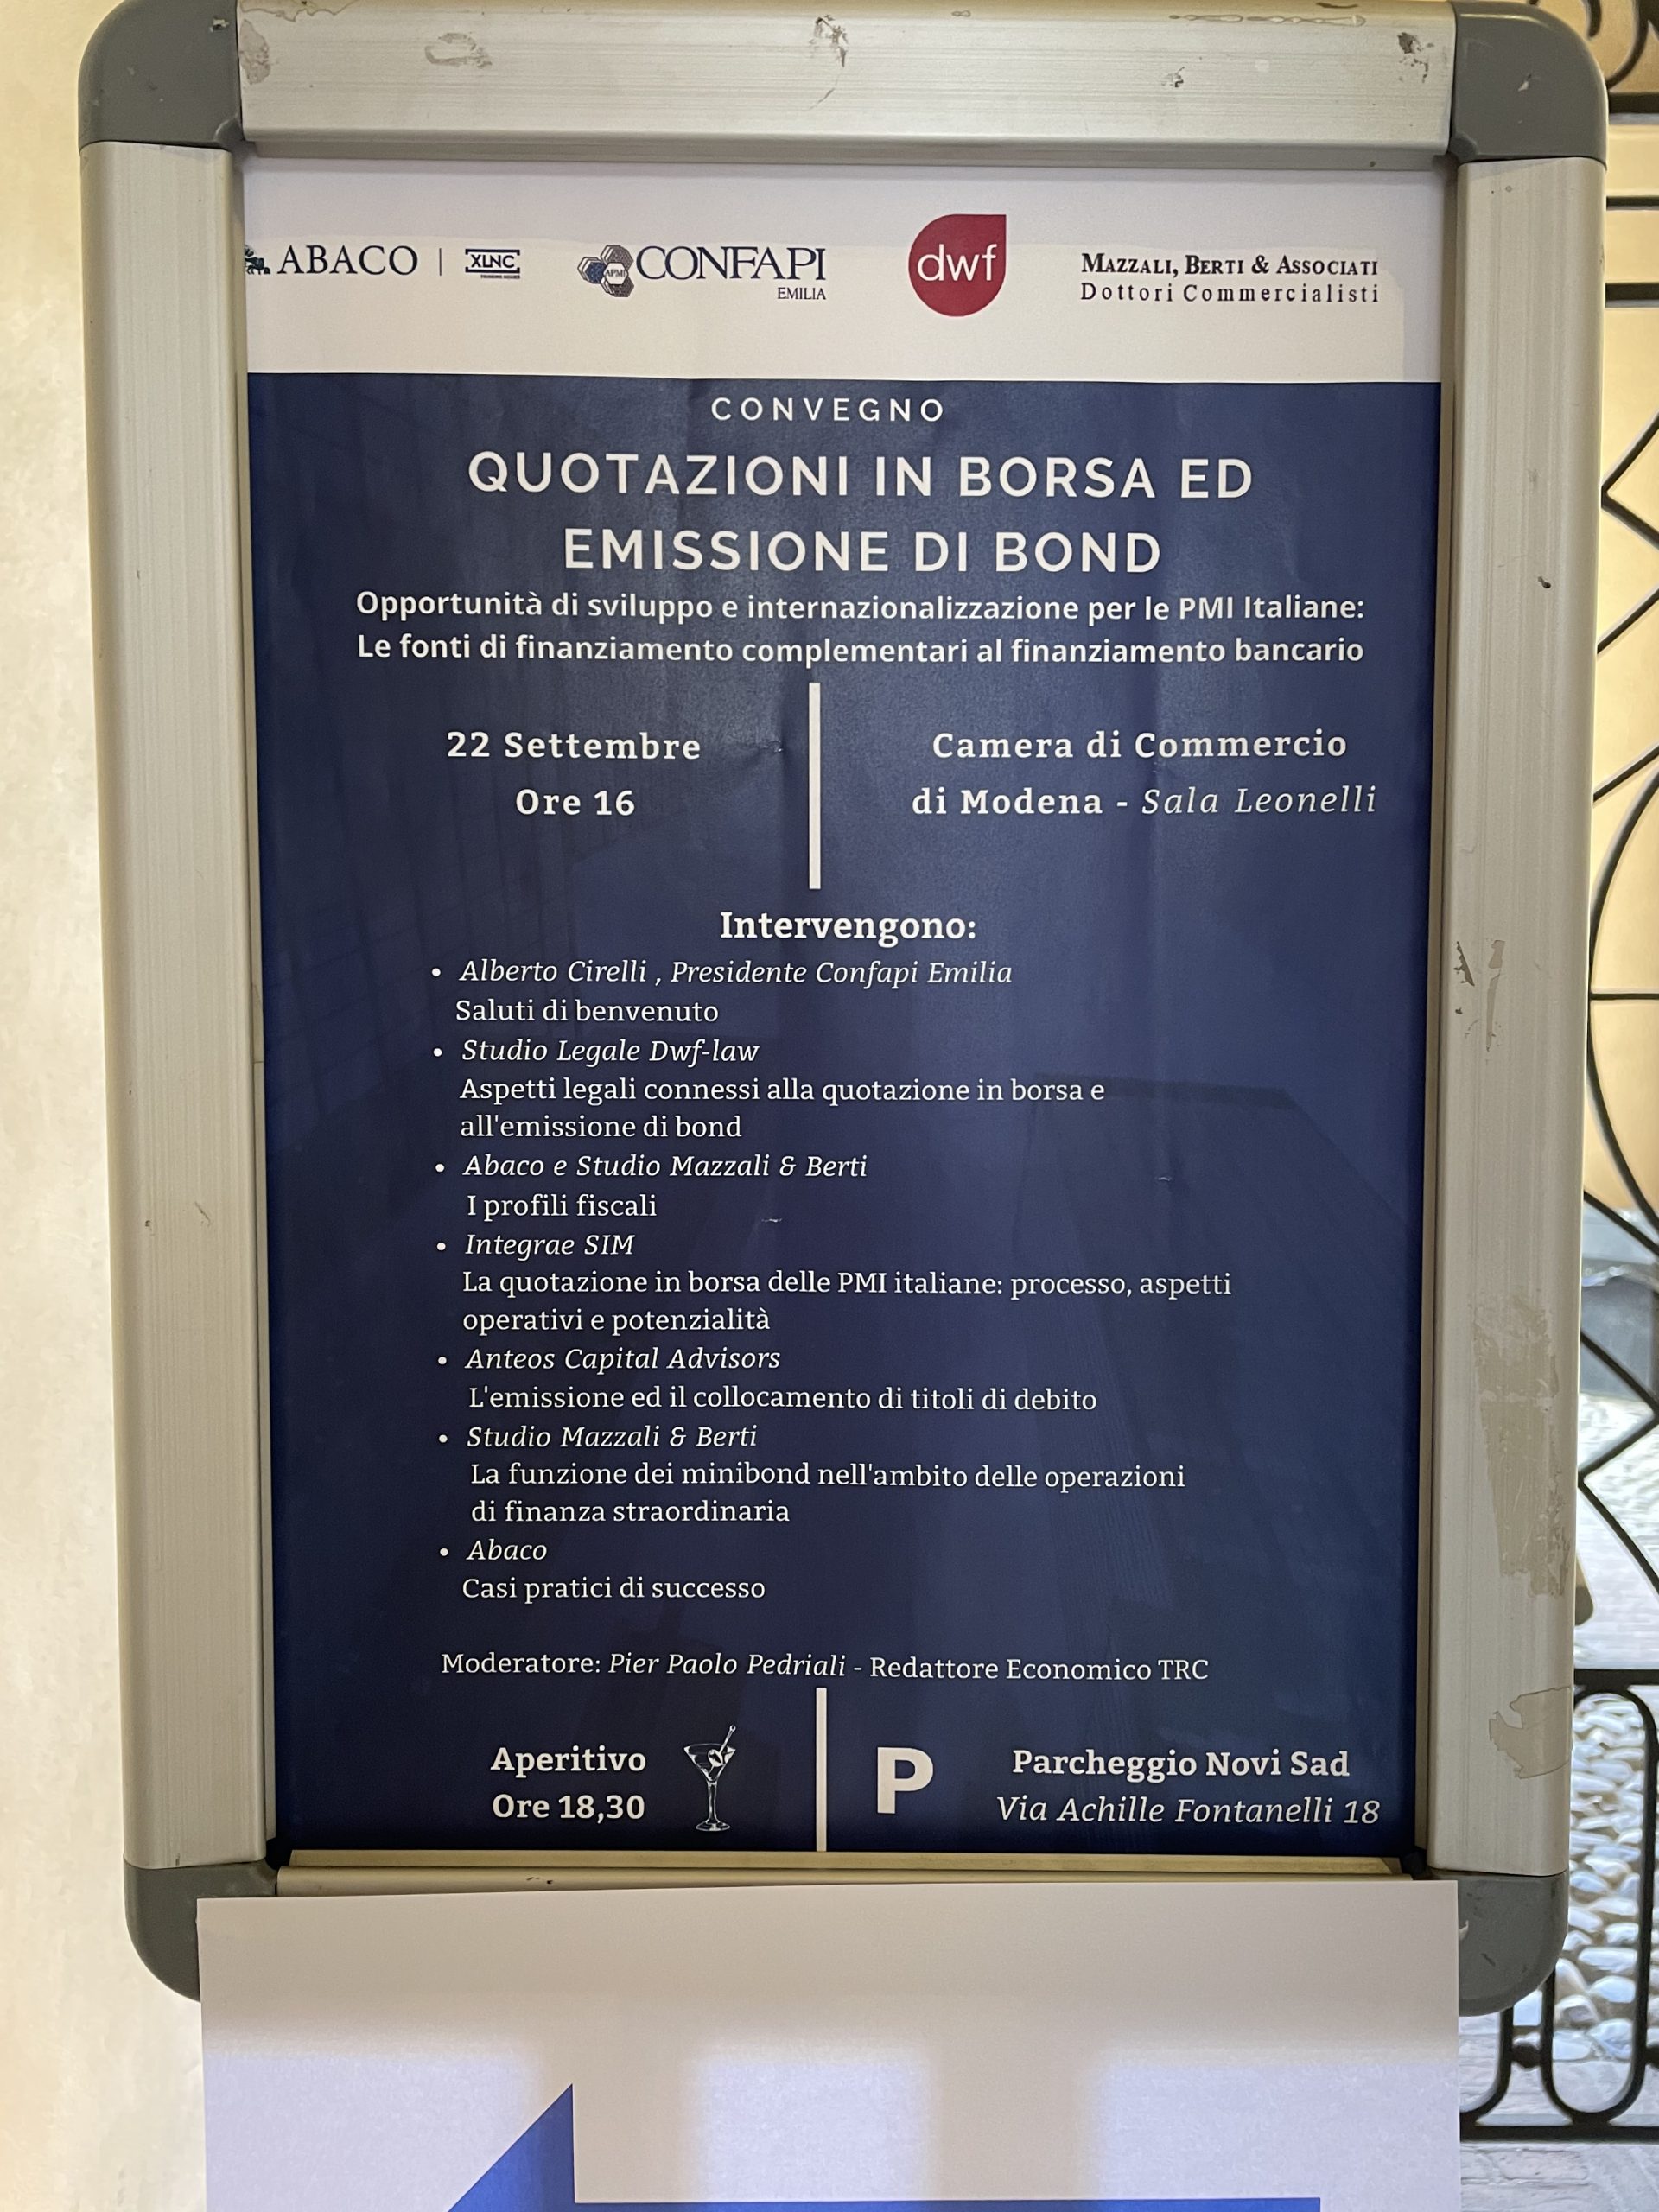 ABACO | XLNC
APMI CONFAPI
EMILIA
dwf
MAZZALI, BERTI & ASSOCIATI
Dottori Commercialisti
CONVEGNO
QUOTAZIONI IN BORSA ED
EMISSIONE DI BOND
Opportunità di sviluppo e internazionalizzazione per le PMI Italiane:
Le fonti di finanziamento complementari al finanziamento bancario
22 Settembre
Ore 16
Camera di Commercio
di Modena - Sala Leonelli
Intervengono:
• Alberto Cirelli , Presidente Confapi Emilia
Saluti di benvenuto
• Studio Legale Dwf-law
Aspetti legali connessi alla quotazione in borsa e
all'emissione di bond
• Abaco e Studio Mazzali & Berti
I profili fiscali
• Integrae SIM
La quotazione in borsa delle PMI italiane: processo, aspetti
operativi e potenzialità
• Anteos Capital Advisors
L'emissione ed il collocamento di titoli di debito
• Studio Mazzali & Berti
La funzione dei minibond nell'ambito delle operazioni
di finanza straordinaria
• Abaco
Casi pratici di successo
Moderatore: Pier Paolo Pedriali - Redattore Economico TRC
Aperitivo
Ore 18,30
P
Parcheggio Novi Sad
Via Achille Fontanelli 18